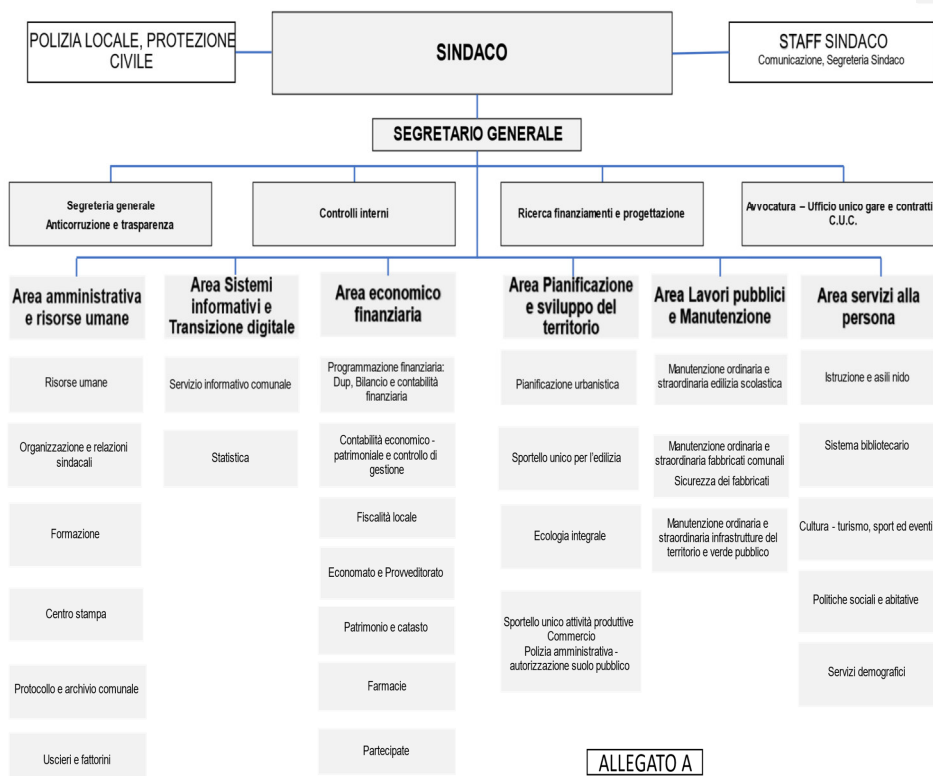 POLIZIA LOCALE, PROTEZIONE
CIVILE
SINDACO
STAFF SINDACO
Comunicazione, Segreteria Sindaco
SEGRETARIO GENERALE
Segreteria generale
Anticorruzione e trasparenza
Controlli interni
Ricerca finanziamenti e progettazione
Avvocatura – Ufficio unico gare e contratti
C.U.C.
Area amministrativa
e risorse umane
Risorse umane
Organizzazione e relazioni
sindacali
Formazione
Centro stampa
Protocollo e archivio comunale
Uscieri e fattorini
Area Sistemi
informativi e
Transizione digitale
Servizio informativo comunale
Statistica
Area economico
finanziaria
Programmazione finanziaria:
Dup, Bilancio e contabilità
finanziaria
Contabilità economico -
patrimoniale e controllo di
gestione
Fiscalità locale
Economato e Provveditorato
Patrimonio e catasto
Farmacie
Partecipate
Area Pianificazione
e sviluppo del
territorio
Pianificazione urbanistica
Sportello unico per l'edilizia
Ecologia integrale
Sportello unico attività produttive
Commercio
Polizia amministrativa -
autorizzazione suolo pubblico
Area Lavori pubblici
e Manutenzione
Manutenzione ordinaria e
straordinaria edilizia scolastica
Manutenzione ordinaria e
straordinaria fabbricati comunali
Sicurezza dei fabbricati
Manutenzione ordinaria e
straordinaria infrastrutture del
territorio e verde pubblico
Area servizi alla
persona
Istruzione e asili nido
Sistema bibliotecario
Cultura - turismo, sport ed eventi
Politiche sociali e abitative
Servizi demografici
ALLEGATO A